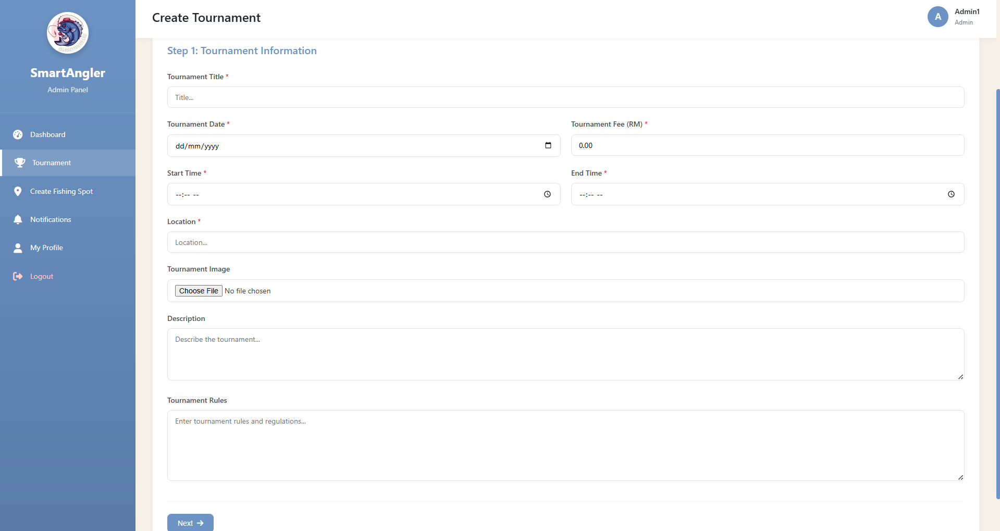 SmartAngler
Admin Panel
Dashboard
Tournament
Create Fishing Spot
Notifications
My Profile
Logout
Create Tournament
A
Admin1
Admin
Step 1: Tournament Information
Tournament Title *
Title...
Tournament Date *
Tournament Fee (RM) *
dd/mm/yyyy
0.00
Start Time *
End Time *
--:-- --
--:-- --
Location *
Location...
Tournament Image
Choose File No file chosen
Description
Describe the tournament...
Tournament Rules
Enter tournament rules and regulations...
Next →